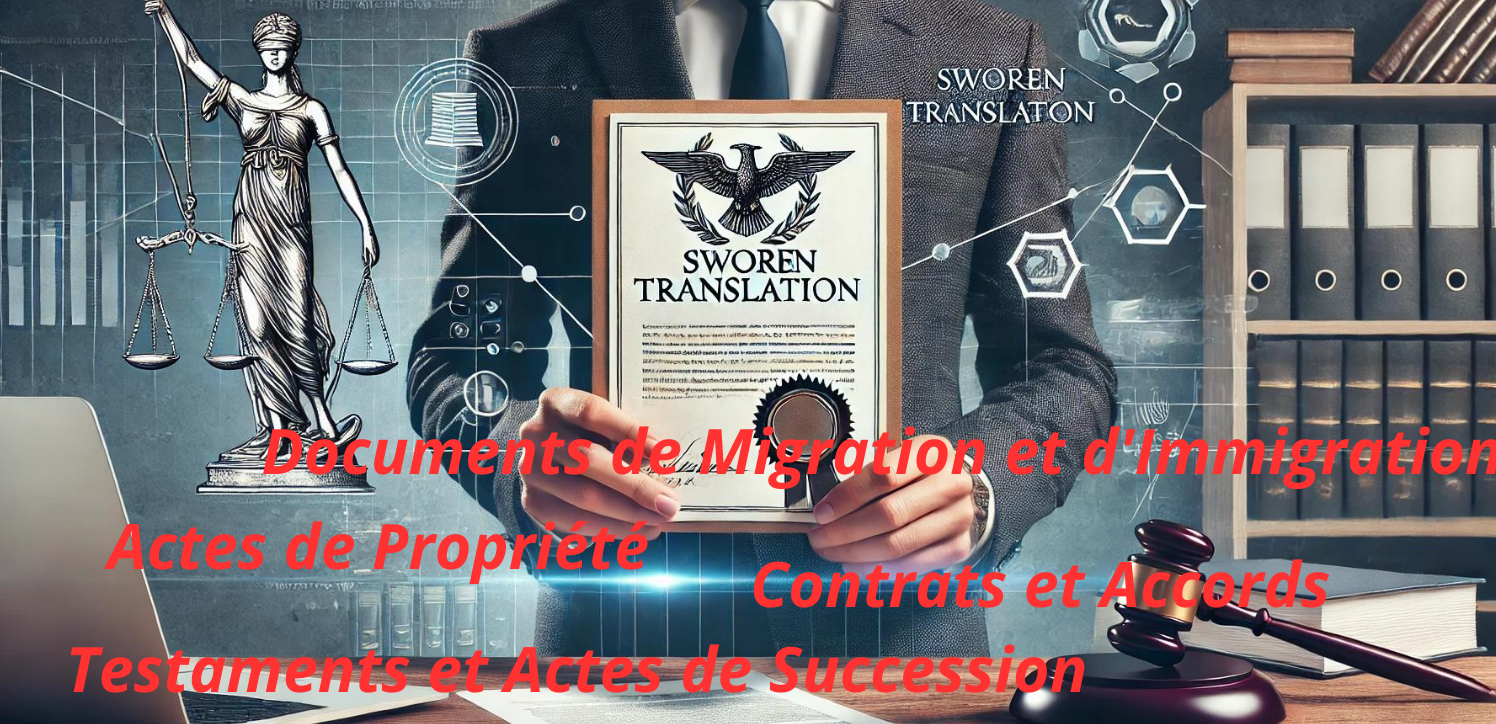 SWOREN
TRANSLATON
SWOREN
TRANSLATION
Documents de Migration et d'Immigration
Actes de Propriété
Contrats et Accords
Testaments et Actes de Succession